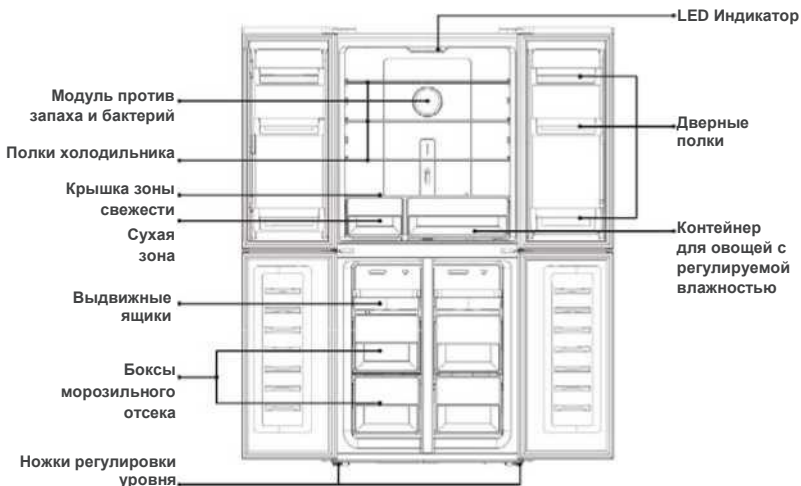 LED Индикатор
Модуль против
запаха и бактерий
Полки холодильника
Крышка зоны
свежести
Сухая
зона
Выдвижные
ящики
Боксы
морозильного
отсека
Ножки регулировки
уровня
Дверные
полки
Контейнер
для овощей с
регулируемой
влажностью